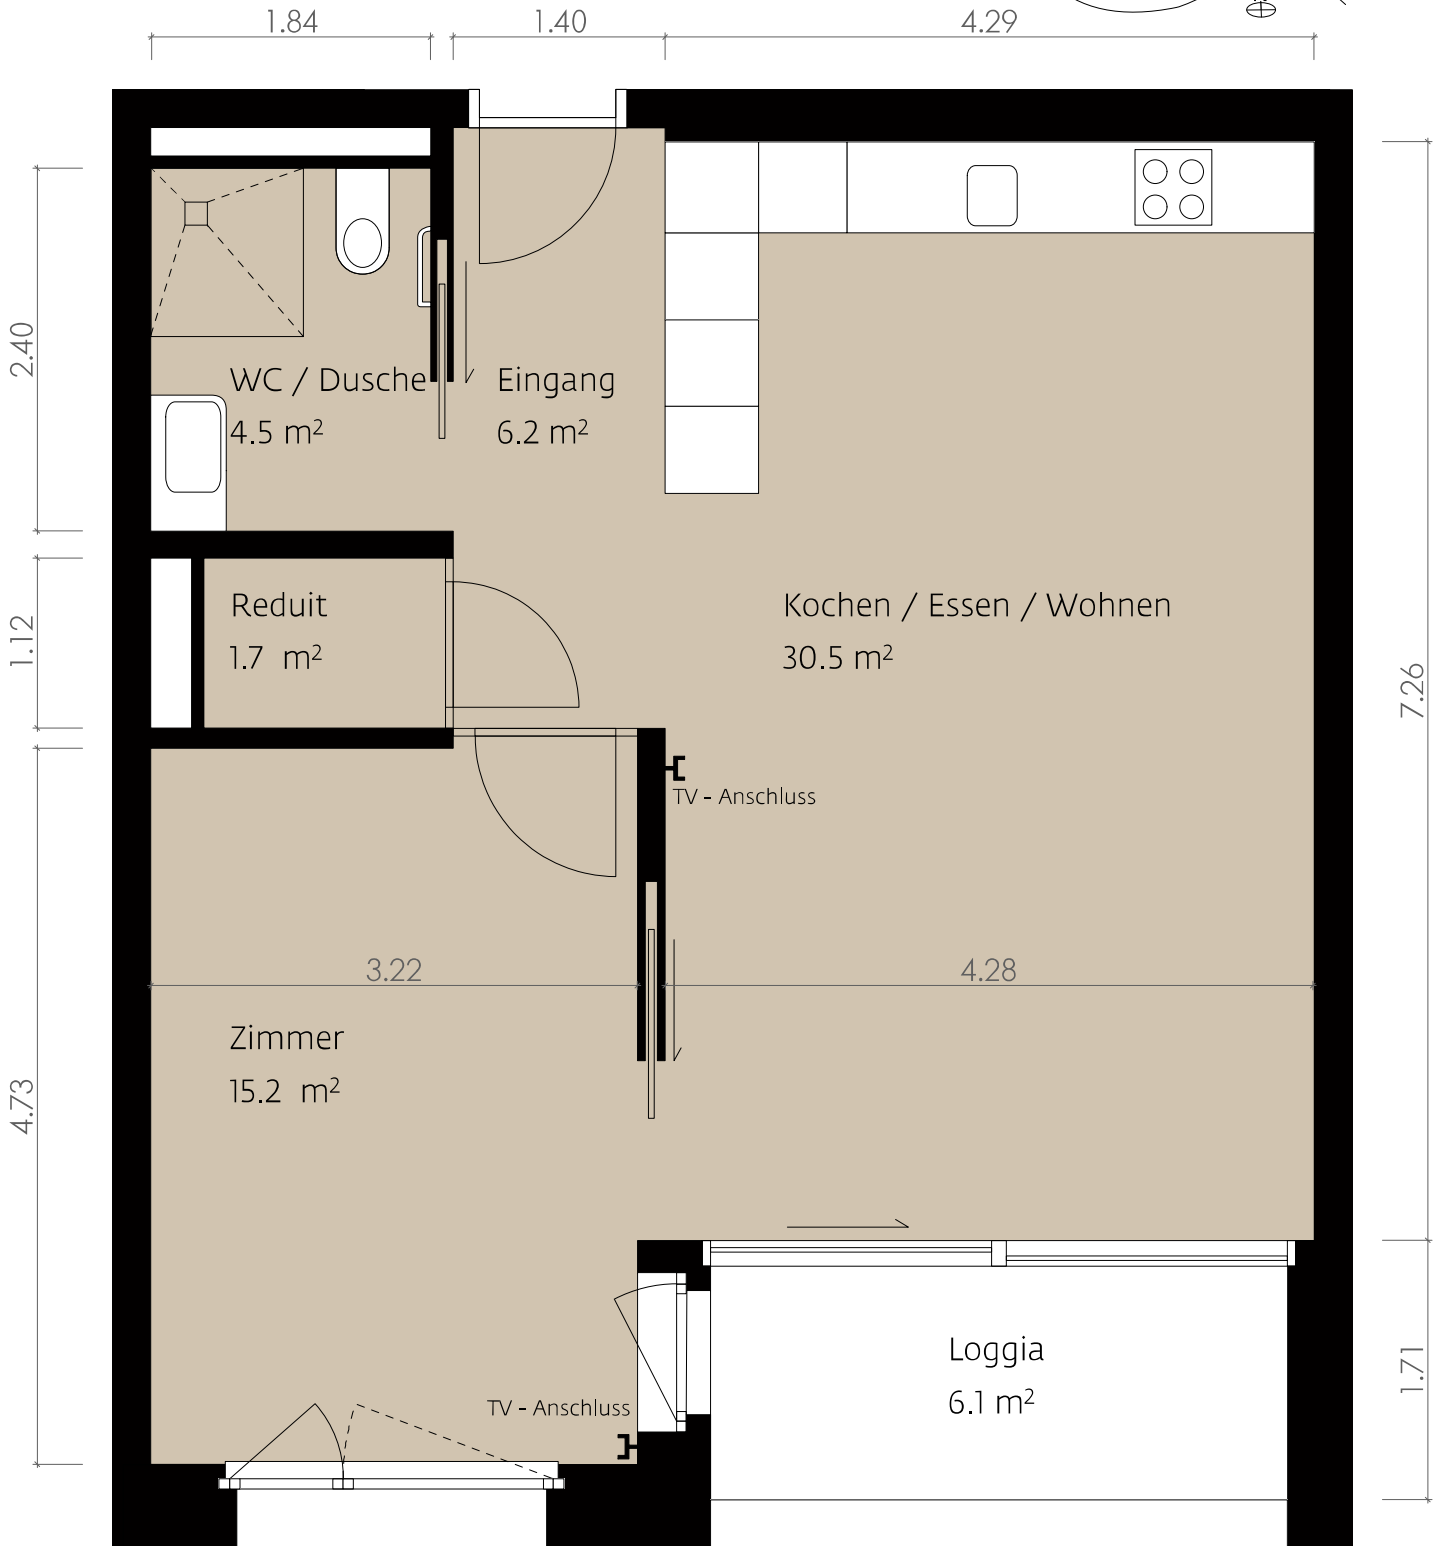 1.84
1.40
4.29
2.40
WC / Dusche
4.5 m²
Eingang
6.2 m²
1.12
Reduit
1.7 m²
Kochen / Essen / Wohnen
30.5 m²
7.26
TV - Anschluss
3.22
4.28
Zimmer
15.2 m²
4.73
Loggia
6.1 m²
1.71
TV - Anschluss